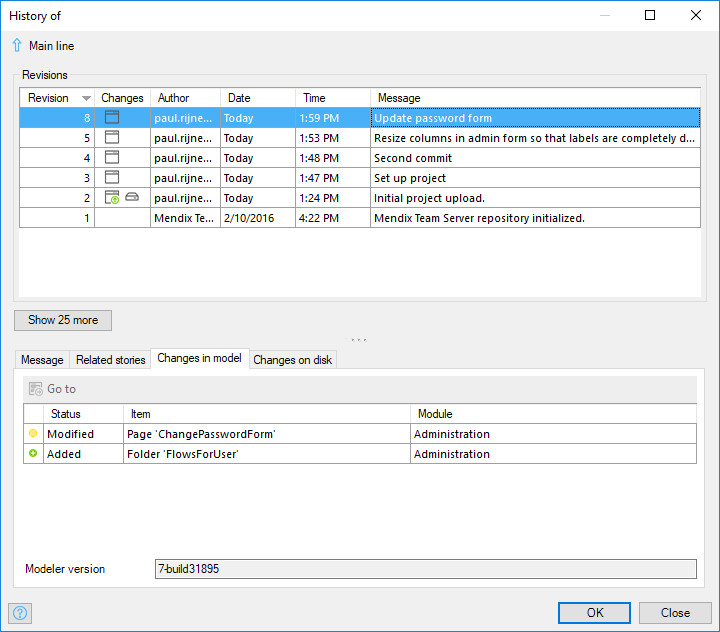 History of
Main line
Revisions
Revision Changes Author Date Time Message
8 paul.rijne... Today 1:59 PM Update password form
5 paul.rijne... Today 1:53 PM Resize columns in admin form so that labels are completely d...
4 paul.rijne... Today 1:48 PM Second commit
3 paul.rijne... Today 1:47 PM Set up project
2 paul.rijne... Today 1:24 PM Initial project upload.
1 Mendix Te... 2/10/2016 4:22 PM Mendix Team Server repository initialized.
Show 25 more
...
Message Related stories Changes in model Changes on disk
Go to
Status Item Module
Modified Page 'ChangePasswordForm' Administration
Added Folder 'FlowsForUser' Administration
Modeler version 7-build31895
? OK Close